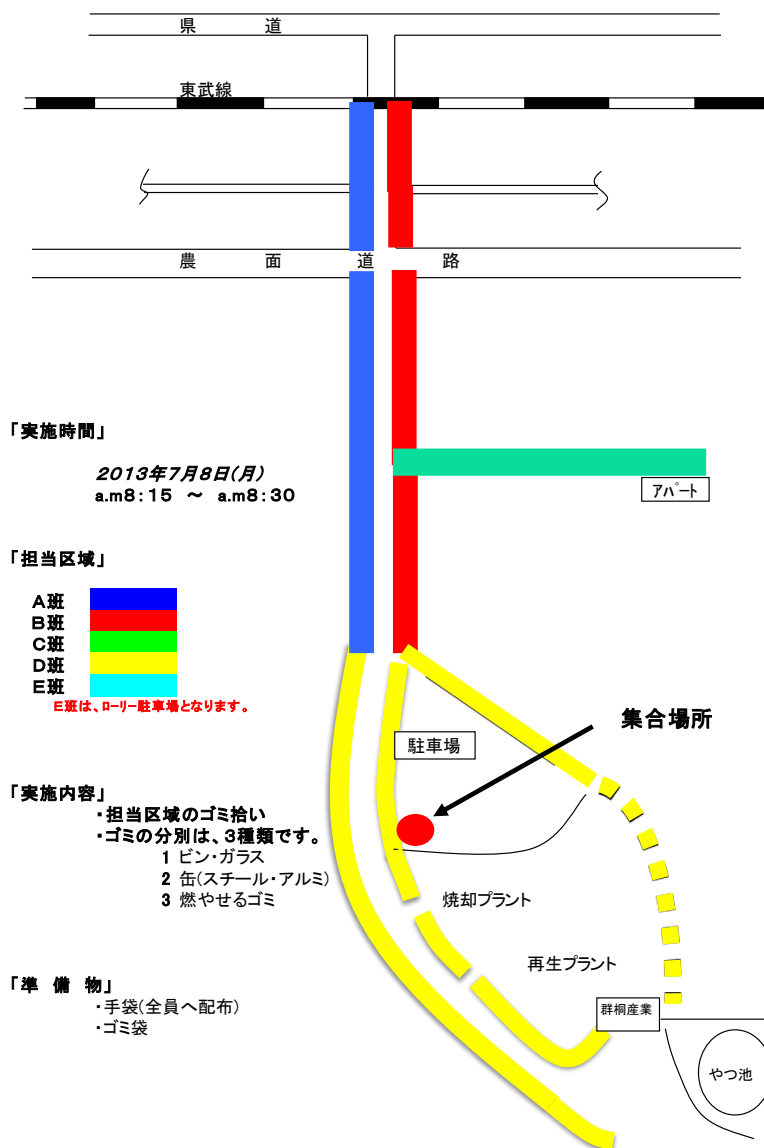 県　道
東武線
農　面　道　路
「実施時間」
2013年7月8日(月)
a.m8：15　～　a.m8：30
アパート
「担当区域」
A班
B班
C班
D班
E班
E班は、ローリー駐車場となります。
集合場所
駐車場
「実施内容」
・担当区域のゴミ拾い
・ゴミの分別は、3種類です。
1 ビン・ガラス
2 缶(スチール・アルミ)
3 燃やせるゴミ
焼却プラント
再生プラント
「準　備　物」
・手袋(全員へ配布)
・ゴミ袋
群桐産業
やつ池